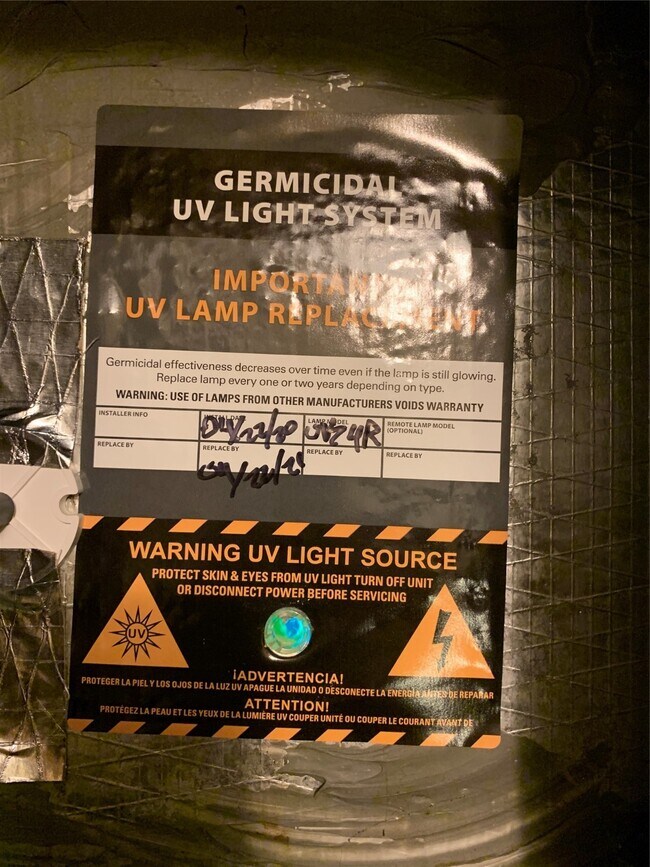 GERMICIDAL
UV LIGHT SYSTEM
UV LAMP REPLACEMENT
Germicidal effectiveness decreases over time even if the lamp is still glowing.
Replace lamp every one or two years depending on type.
WARNING: USE OF LAMPS FROM OTHER MANUFACTURERS VOIDS WARRANTY
INSTALLER INFO
LAMP MODEL
REMOTE LAMP MODEL
(OPTIONAL)
REPLACE BY
REPLACE BY
REPLACE BY
REPLACE BY
WARNING UV LIGHT SOURCE
PROTECT SKIN & EYES FROM UV LIGHT TURN OFF UNIT
OR DISCONNECT POWER BEFORE SERVICING
UV
¡ADVERTENCIA!
PROTEGER LA PIEL Y LOS OJOS DE LA LUZ UV APAGUE LA UNIDAD O DESCONECTE LA ENERGIA ANTES DE REPARAR
ATTENTION!
PROTÉGEZ LA PEAU ET LES YEUX DE LA LUMIÈRE UV COUPER UNITÉ OU COUPER LE COURANT AVANT DE